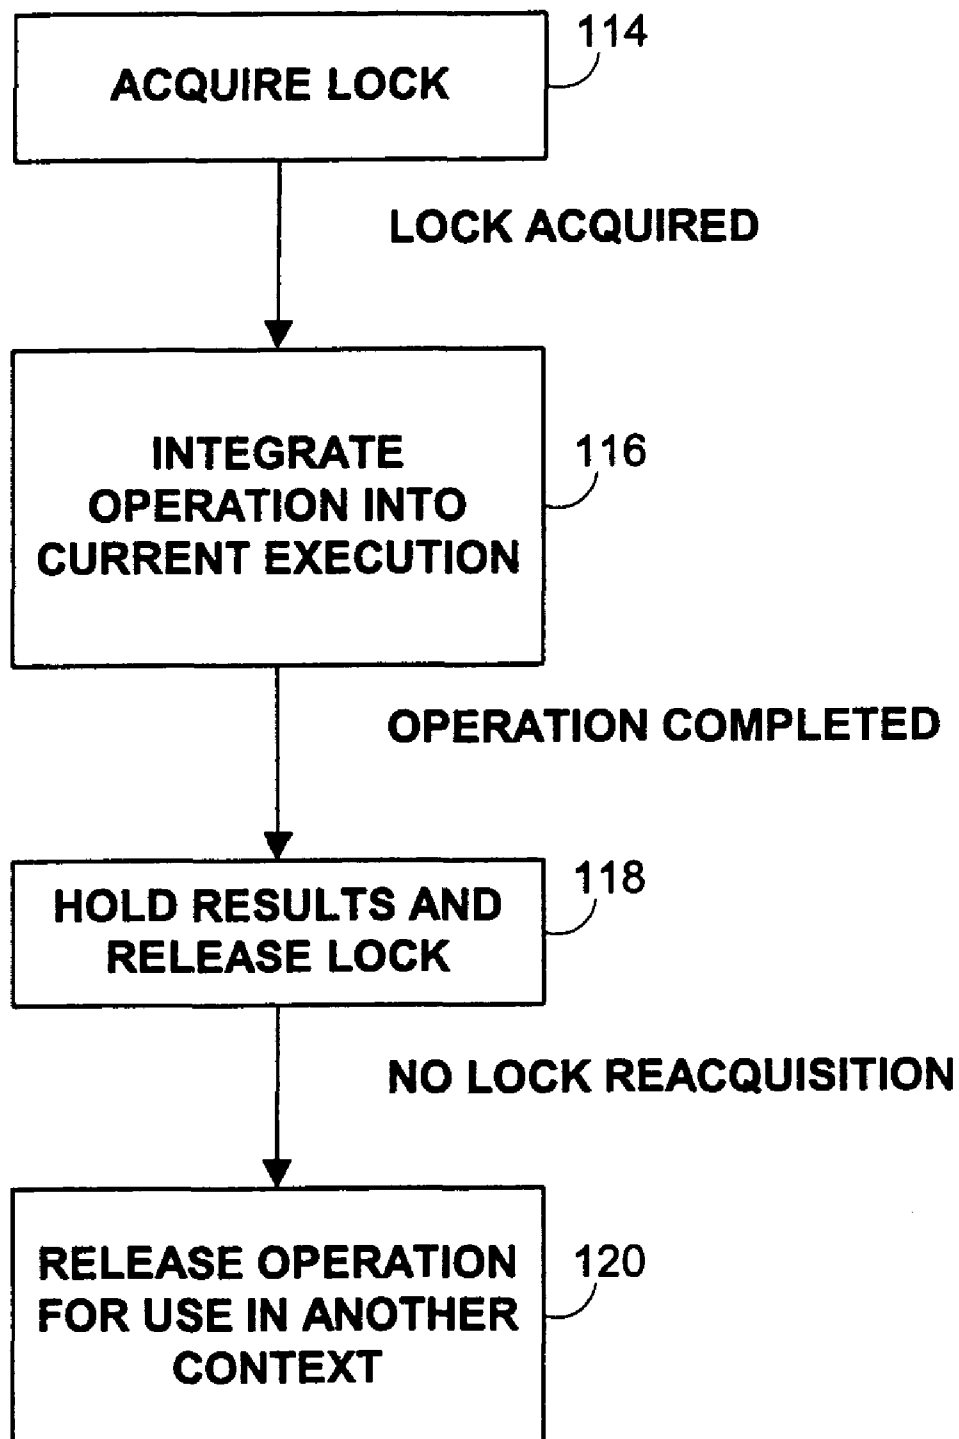 114
ACQUIRE LOCK
LOCK ACQUIRED
116
INTEGRATE
OPERATION INTO
CURRENT EXECUTION
OPERATION COMPLETED
118
HOLD RESULTS AND
RELEASE LOCK
NO LOCK REACQUISITION
120
RELEASE OPERATION
FOR USE IN ANOTHER
CONTEXT